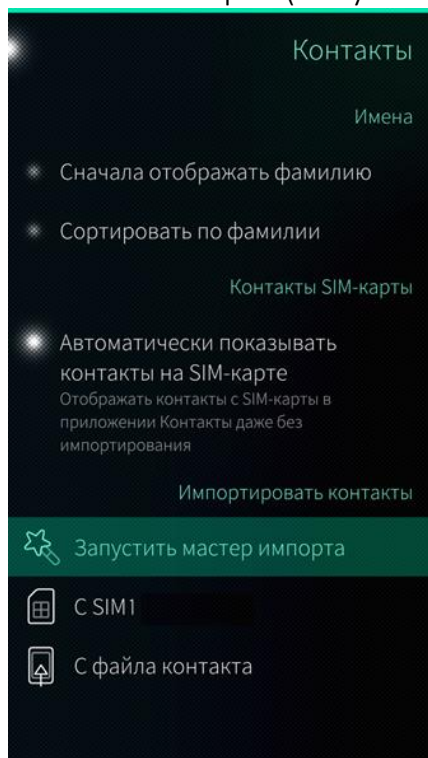 Контакты
Имена
Сначала отображать фамилию
Сортировать по фамилии
Контакты SIM-карты
Автоматически показывать
контакты на SIM-карте
Отображать контакты с SIM-карты в
приложении Контакты даже без
импортирования
Импортировать контакты
Запустить мастер импорта
С SIM1
С файла контакта